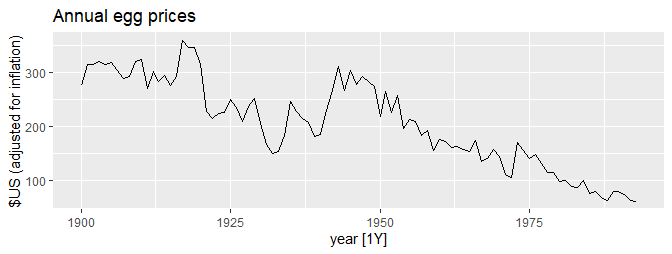 Annual egg prices
$US (adjusted for inflation)
300
200
100
1900
1925
1950
1975
year [1Y]